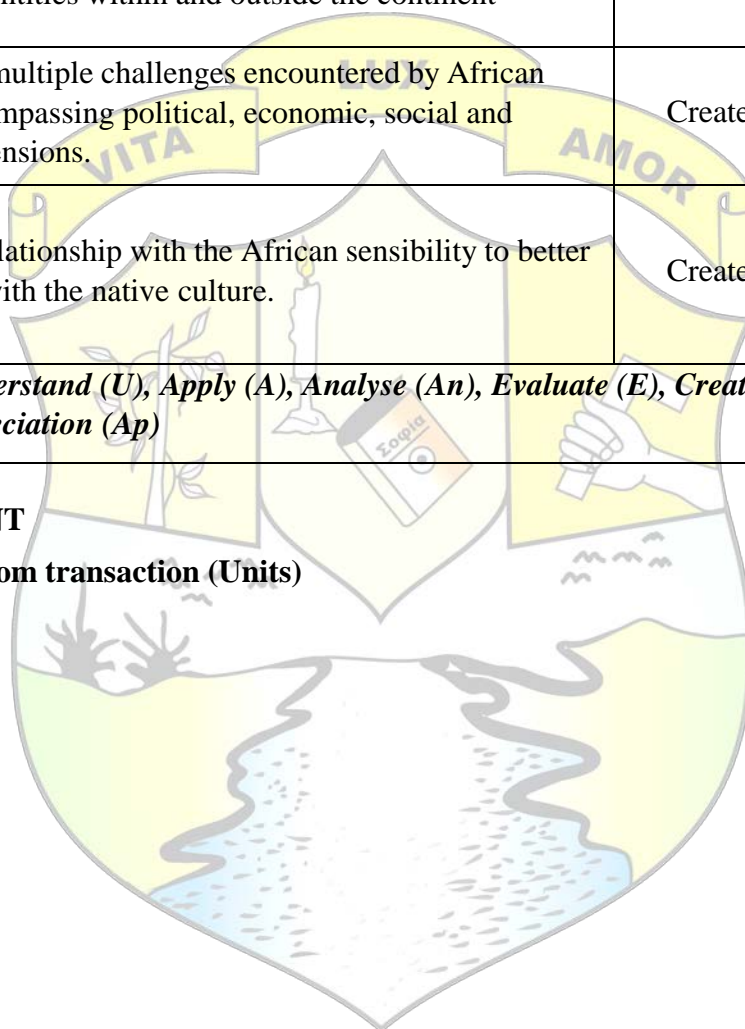 entities within and outside the continent
multiple challenges encountered by African
mpassing political, economic, social and
ensions.
Create
lationship with the African sensibility to better
with the native culture.
Create
erstand (U), Apply (A), Analyse (An), Evaluate (E), Creat
ciation (Ap)
NT
om transaction (Units)
LUX
VITA
AMOR
Σοφία